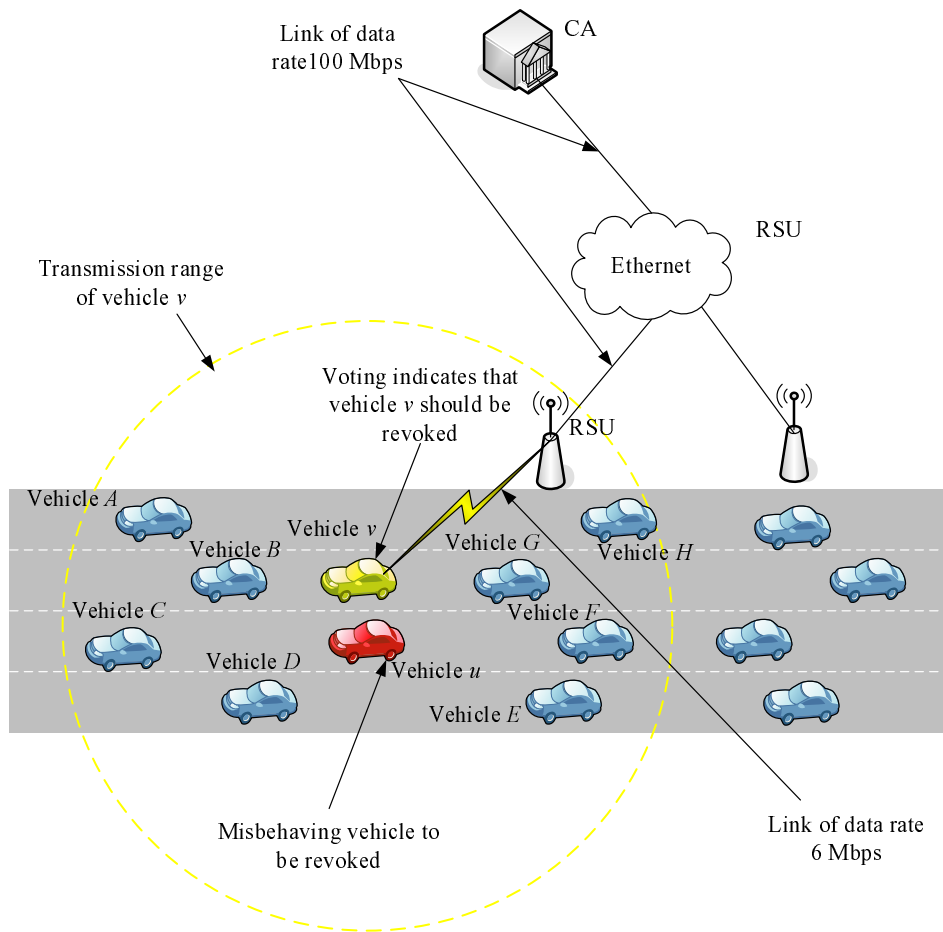 Link of data
rate100 Mbps
CA
RSU
Ethernet
Transmission range
of vehicle v
Voting indicates that
vehicle v should be
revoked
RSU
Vehicle A
Vehicle v
Vehicle B
Vehicle G
Vehicle H
Vehicle C
Vehicle F
Vehicle D
Vehicle u
Vehicle E
Misbehaving vehicle to
be revoked
Link of data rate
6 Mbps